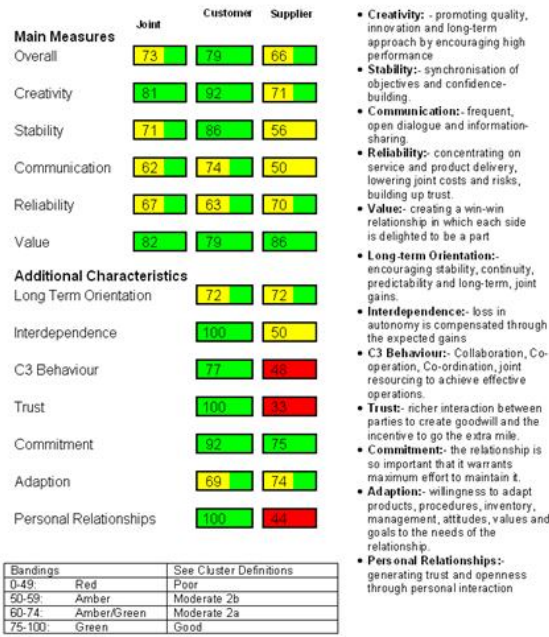 Joint Customer Supplier
Main Measures
Overall 73 79 66
Creativity 81 92 71
Stability 71 86 56
Communication 62 74 50
Reliability 67 63 70
Value 82 79 86
Additional Characteristics
Long Term Orientation 72 72
Interdependence 100 50
C3 Behaviour 77 48
Trust 100 33
Commitment 92 75
Adaption 69 74
Personal Relationships 100 44
Bandings See Cluster Definitions
0-49: Red Poor
50-59: Amber Moderate 2b
60-74: Amber/Green Moderate 2a
75-100: Green Good
• Creativity: - promoting quality,
innovation and long-term
approach by encouraging high
performance
• Stability:- synchronisation of
objectives and confidence-
building.
• Communication:- frequent,
open dialogue and information-
sharing.
• Reliability:- concentrating on
service and product delivery,
lowering joint costs and risks,
building up trust.
• Value:- creating a win-win
relationship in which each side
is delighted to be a part
• Long-term Orientation:-
encouraging stability, continuity,
predictability and long-term, joint
gains.
• Interdependence:- loss in
autonomy is compensated through
the expected gains
• C3 Behaviour:- Collaboration, Co-
operation, Co-ordination, joint
resourcing to achieve effective
operations.
• Trust:- richer interaction between
parties to create goodwill and the
incentive to go the extra mile.
• Commitment:- the relationship is
so important that it warrants
maximum effort to maintain it.
• Adaption:- willingness to adapt
products, procedures, inventory,
management, attitudes, values and
goals to the needs of the
relationship.
• Personal Relationships:-
generating trust and openness
through personal interaction